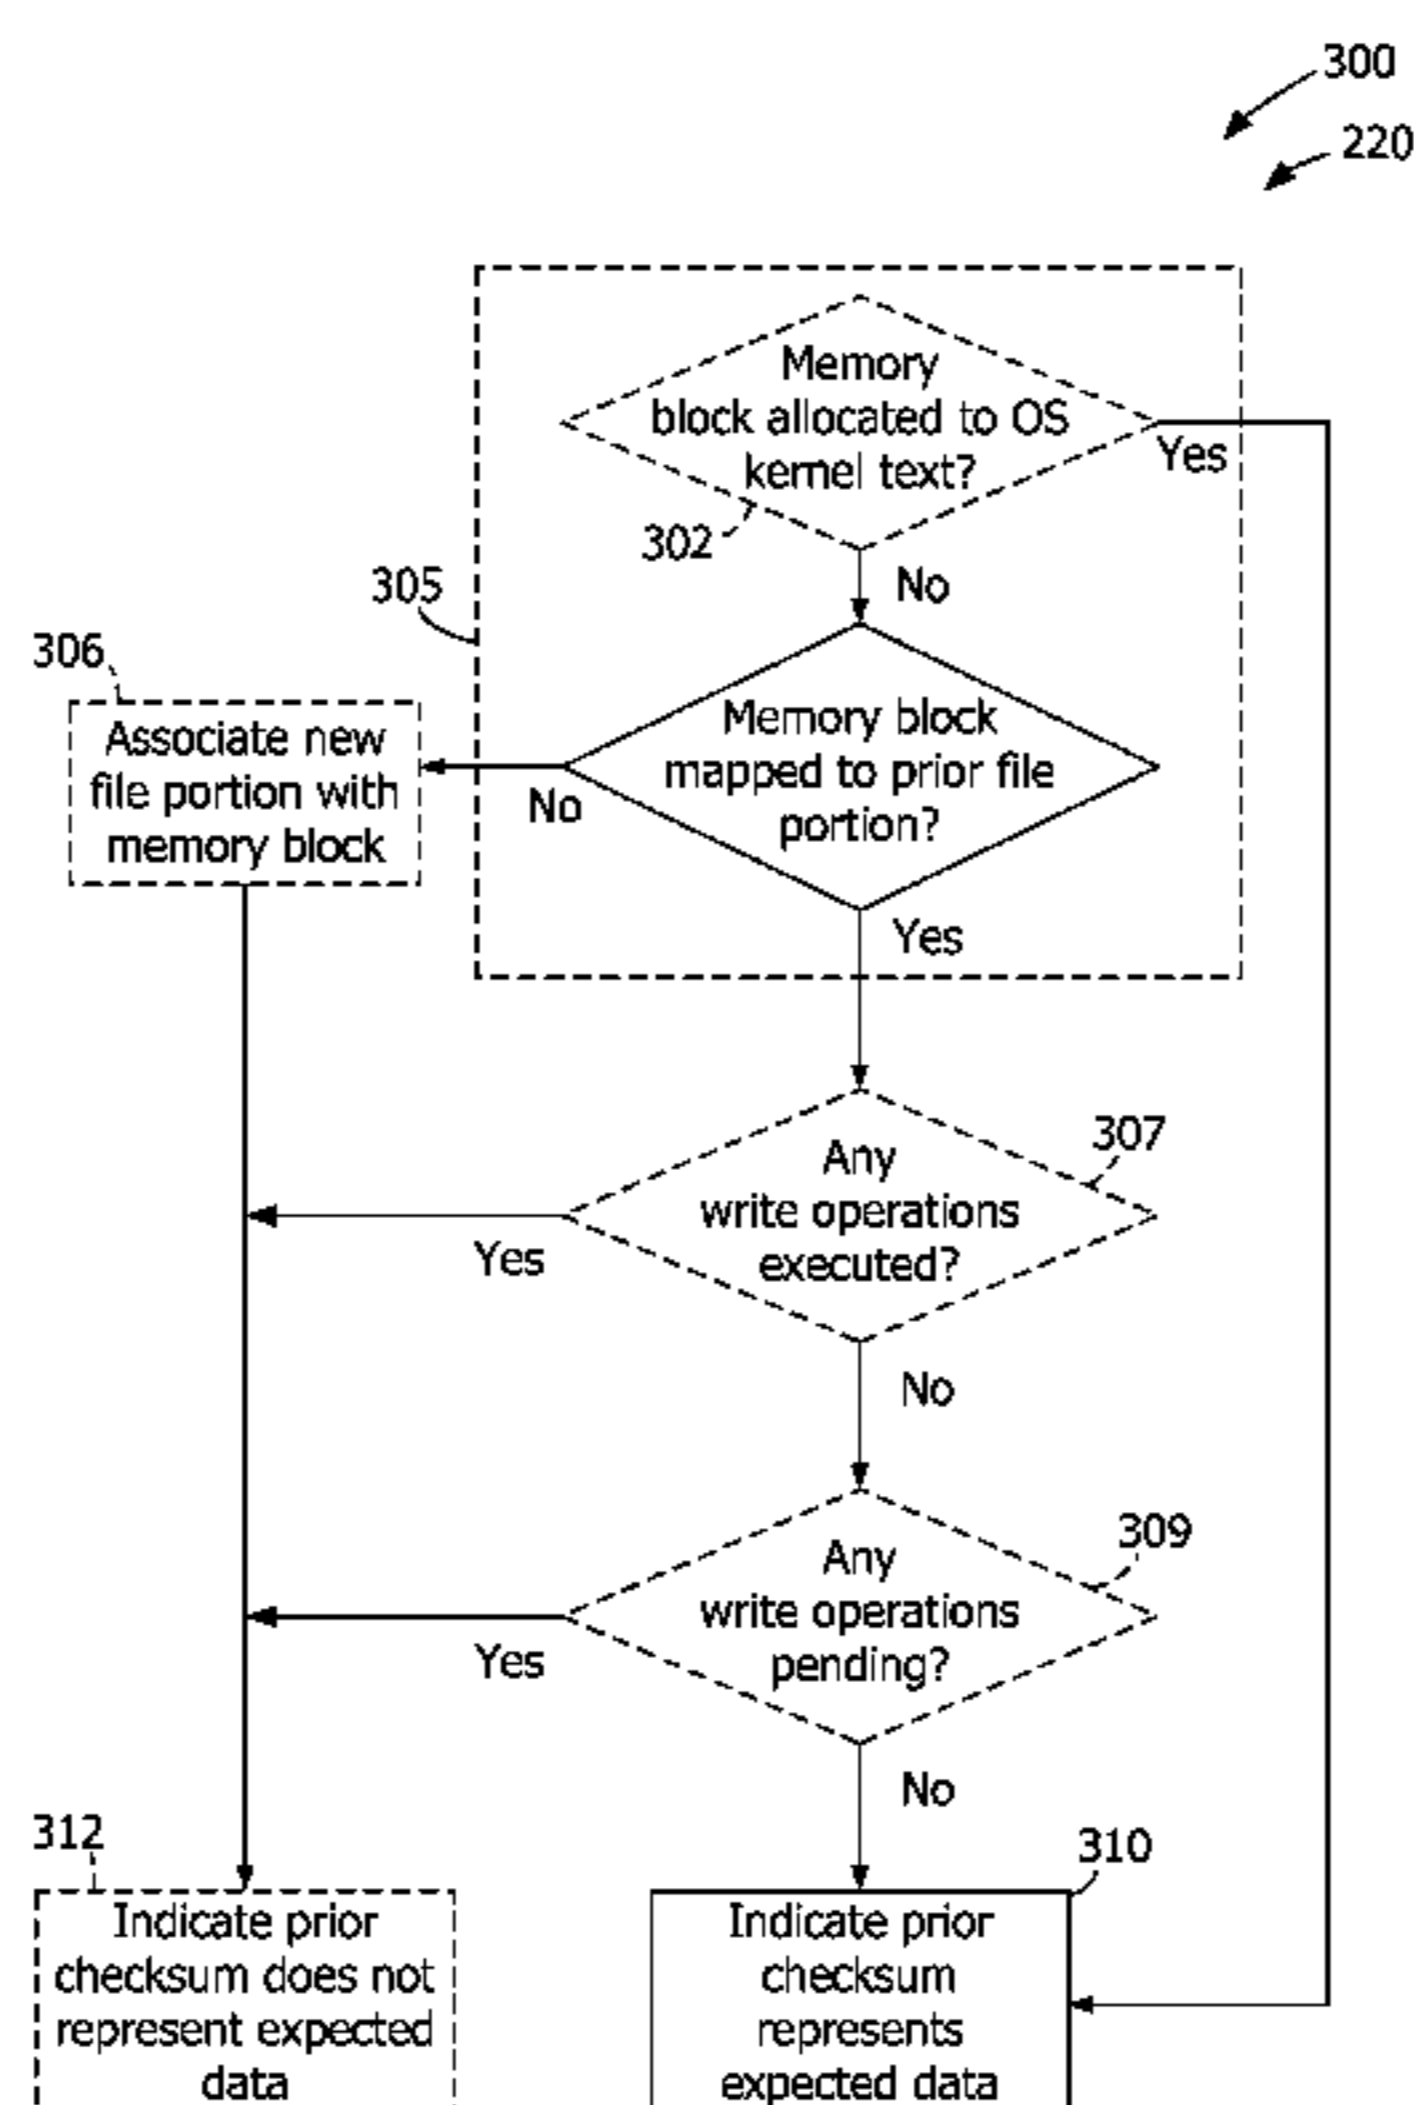 300
220
Memory
block allocated to OS
kernel text?
Yes
302
No
305
306
Associate new
file portion with
memory block
Memory block
mapped to prior file
portion?
No
Yes
307
Any
write operations
executed?
Yes
No
309
Any
write operations
pending?
Yes
No
312
310
Indicate prior
checksum does not
represent expected
data
Indicate prior
checksum
represents
expected data